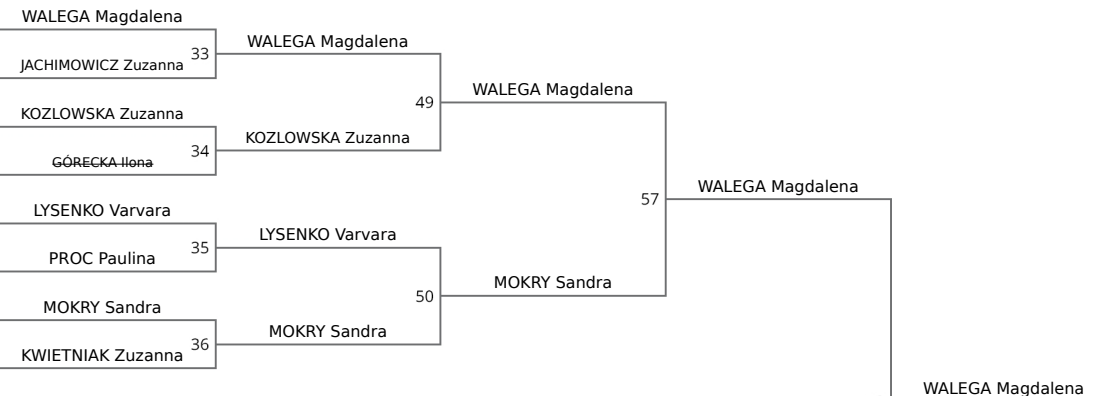 WALEGA Magdalena
JACHIMOWICZ Zuzanna
33
WALEGA Magdalena
KOZLOWSKA Zuzanna
GÓRECKA Ilona
34
KOZLOWSKA Zuzanna
49
WALEGA Magdalena
LYSENKO Varvara
PROC Paulina
35
LYSENKO Varvara
MOKRY Sandra
KWIETNIAK Zuzanna
36
MOKRY Sandra
50
MOKRY Sandra
57
WALEGA Magdalena
WALEGA Magdalena